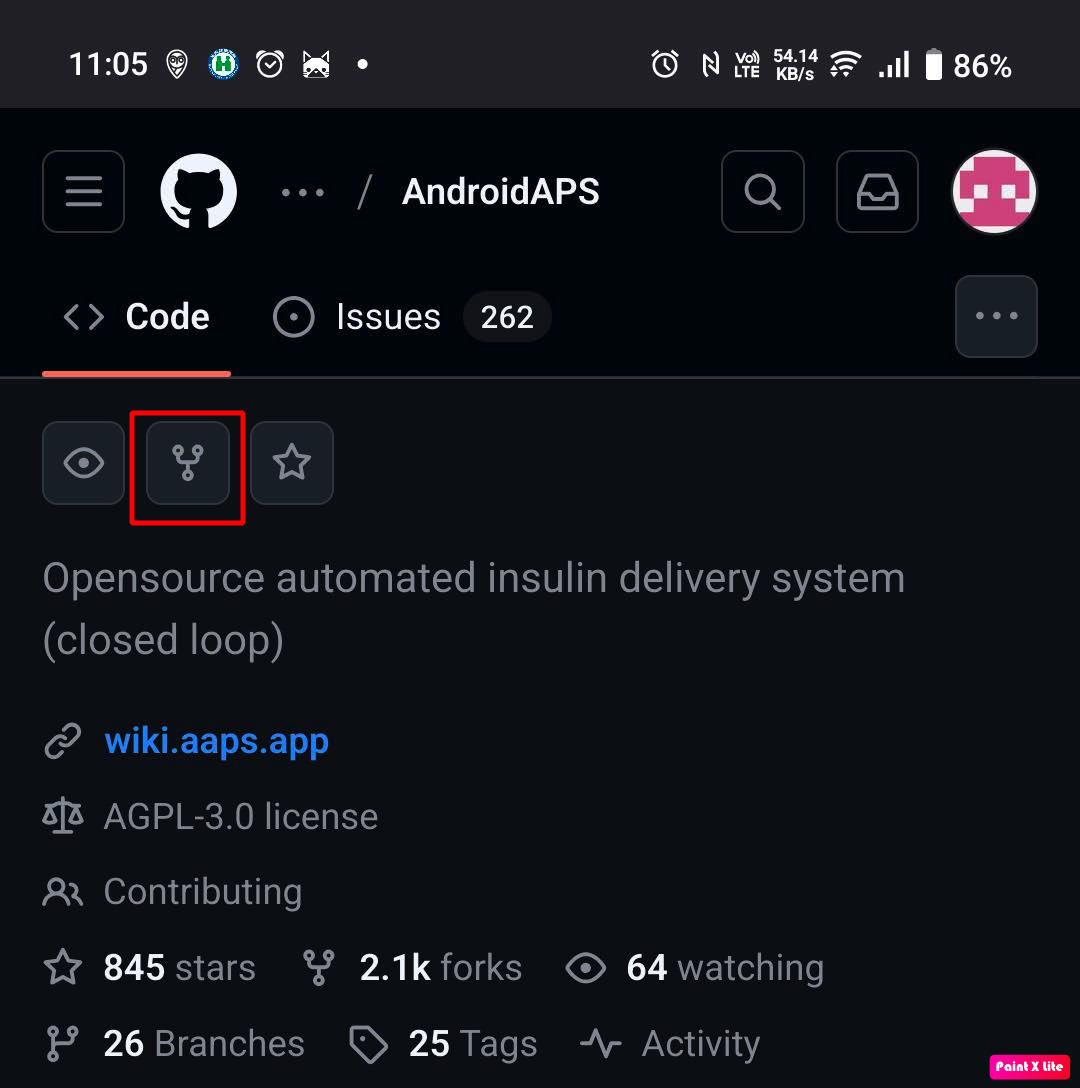 11:05 Vo)) LTE 54.14 KB/s 86%
··· / AndroidAPS
Code Issues 262 ···
Opensource automated insulin delivery system
(closed loop)
wiki.aaps.app
AGPL-3.0 license
Contributing
845 stars 2.1k forks 64 watching
26 Branches 25 Tags Activity
Paint X Lite